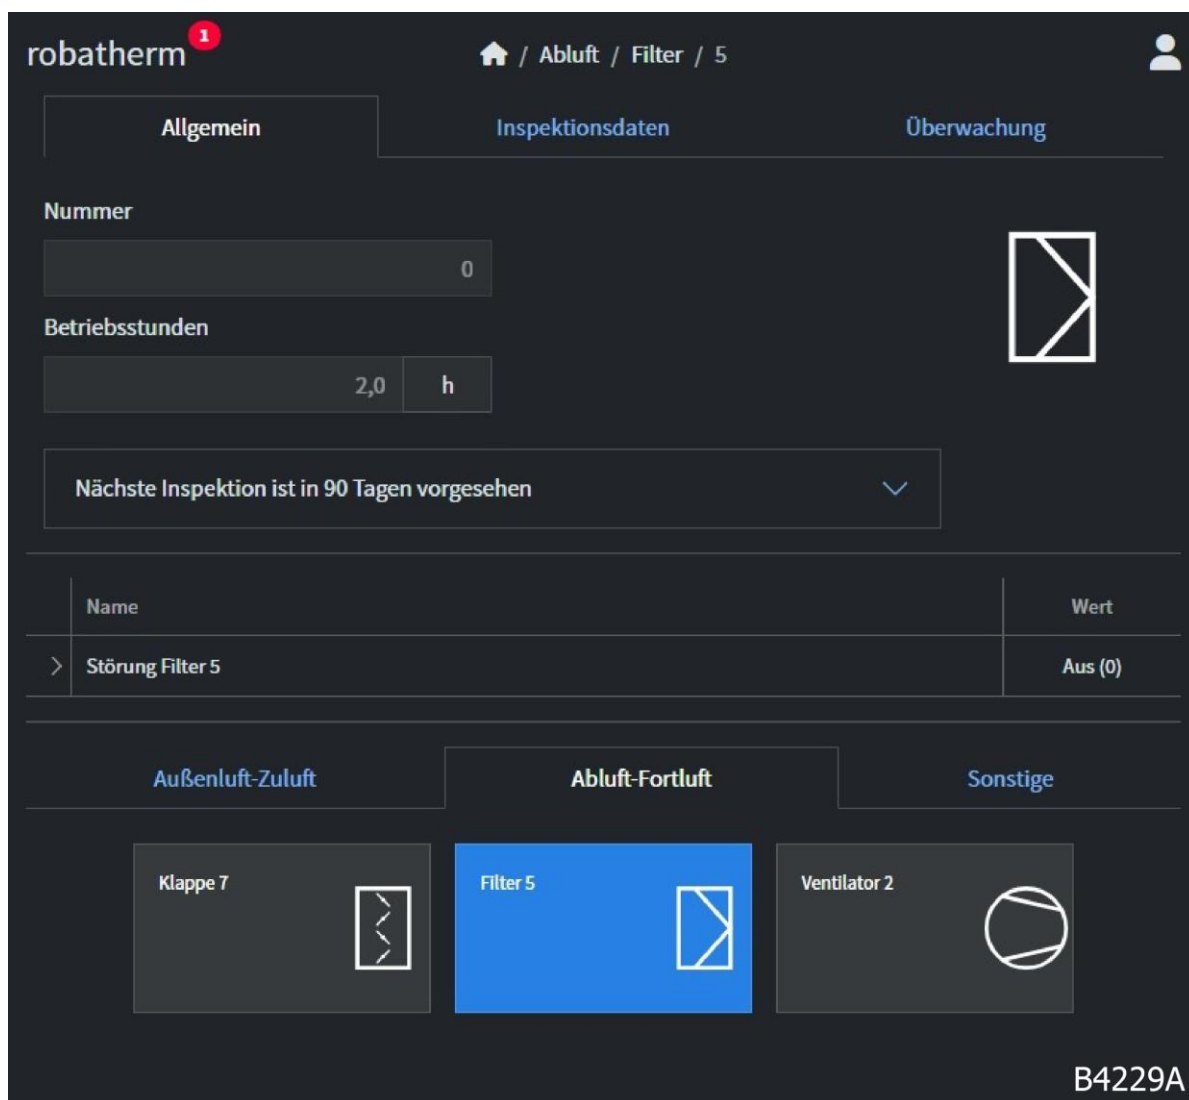 robatherm 1
/ Abluft / Filter / 5
Allgemein Inspektionsdaten Überwachung
Nummer
0
Betriebsstunden
2,0 h
Nächste Inspektion ist in 90 Tagen vorgesehen
Name Wert
Störung Filter 5 Aus (0)
Außenluft-Zuluft Abluft-Fortluft Sonstige
Klappe 7 Filter 5 Ventilator 2
B4229A